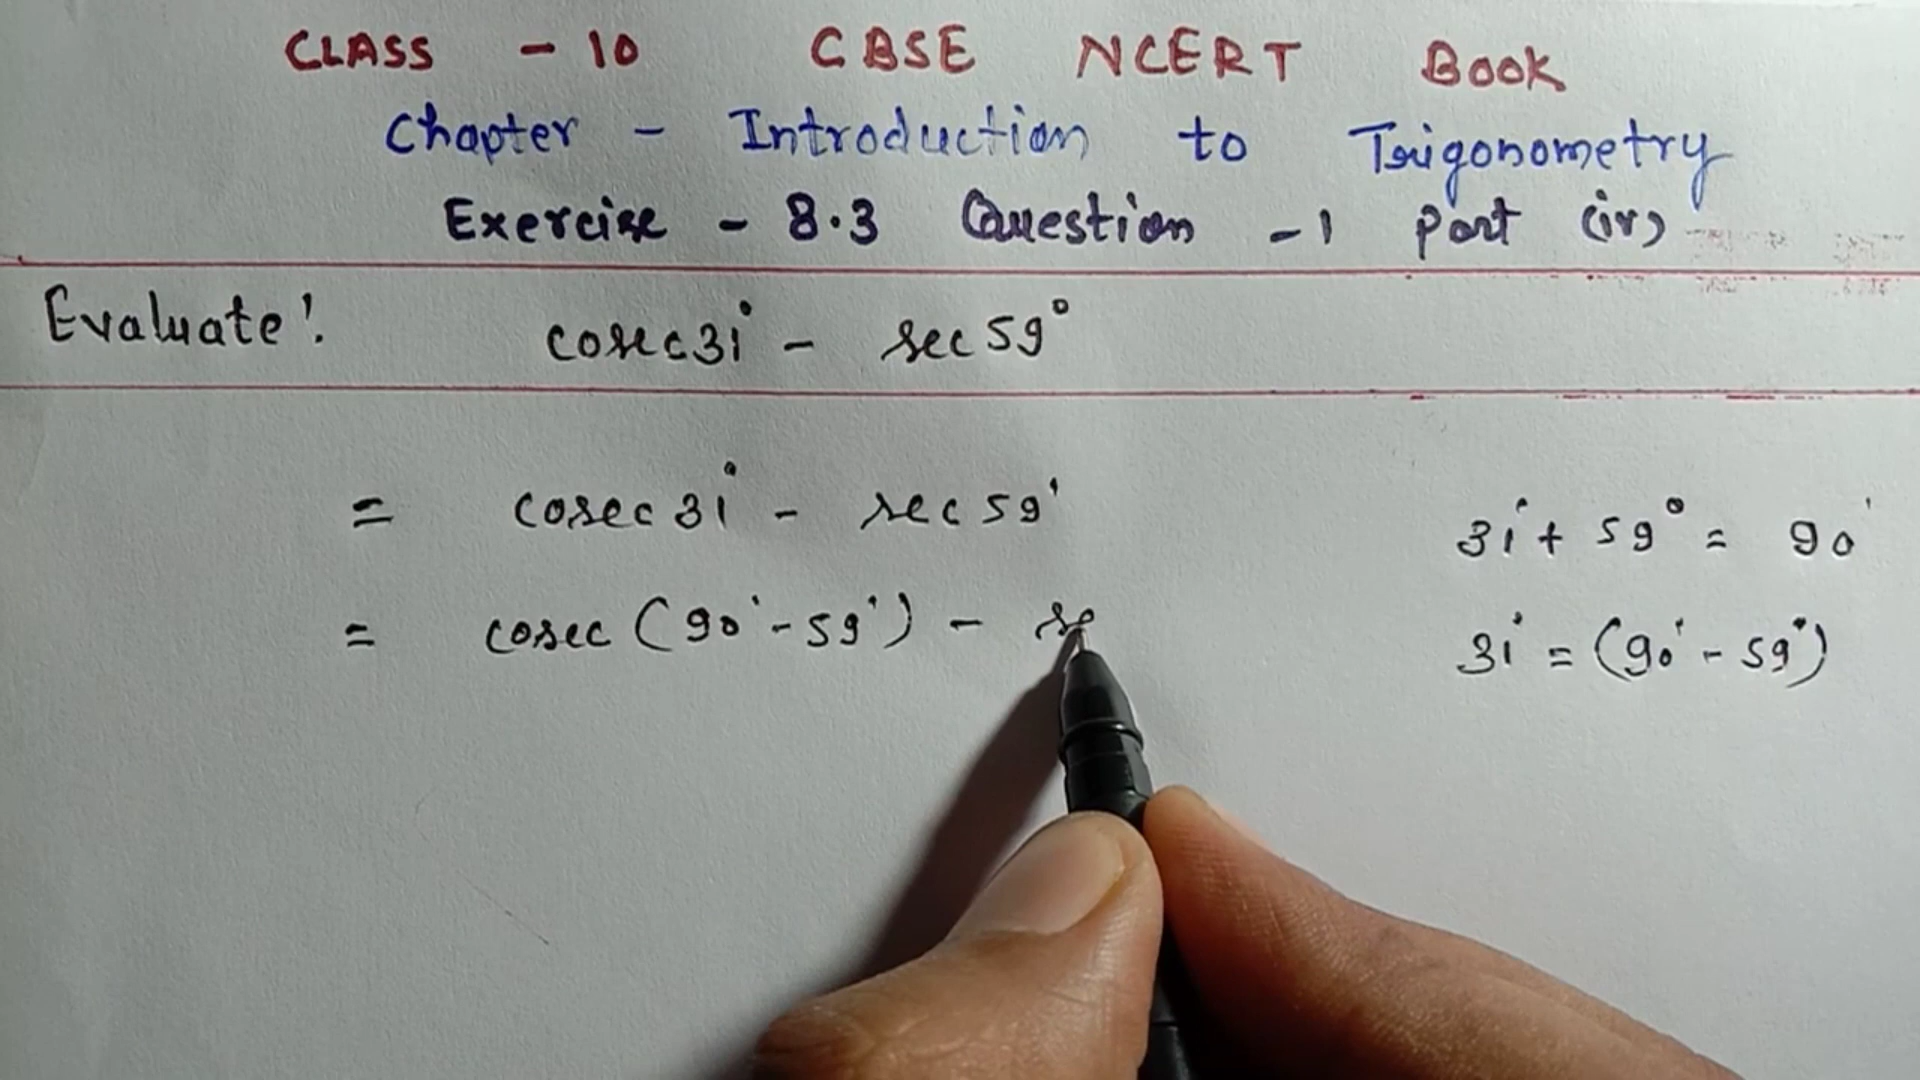 CLASS - 10 CBSE NCERT Book
Chapter - Introduction to Trigonometry
Exercise - 8.3 Question - 1 part (iv)
Evaluate: cosec31° - sec59°
= cosec31° - sec59°
31° + 59° = 90°
= cosec(90° - 59°) - se
31° = (90° - 59°)